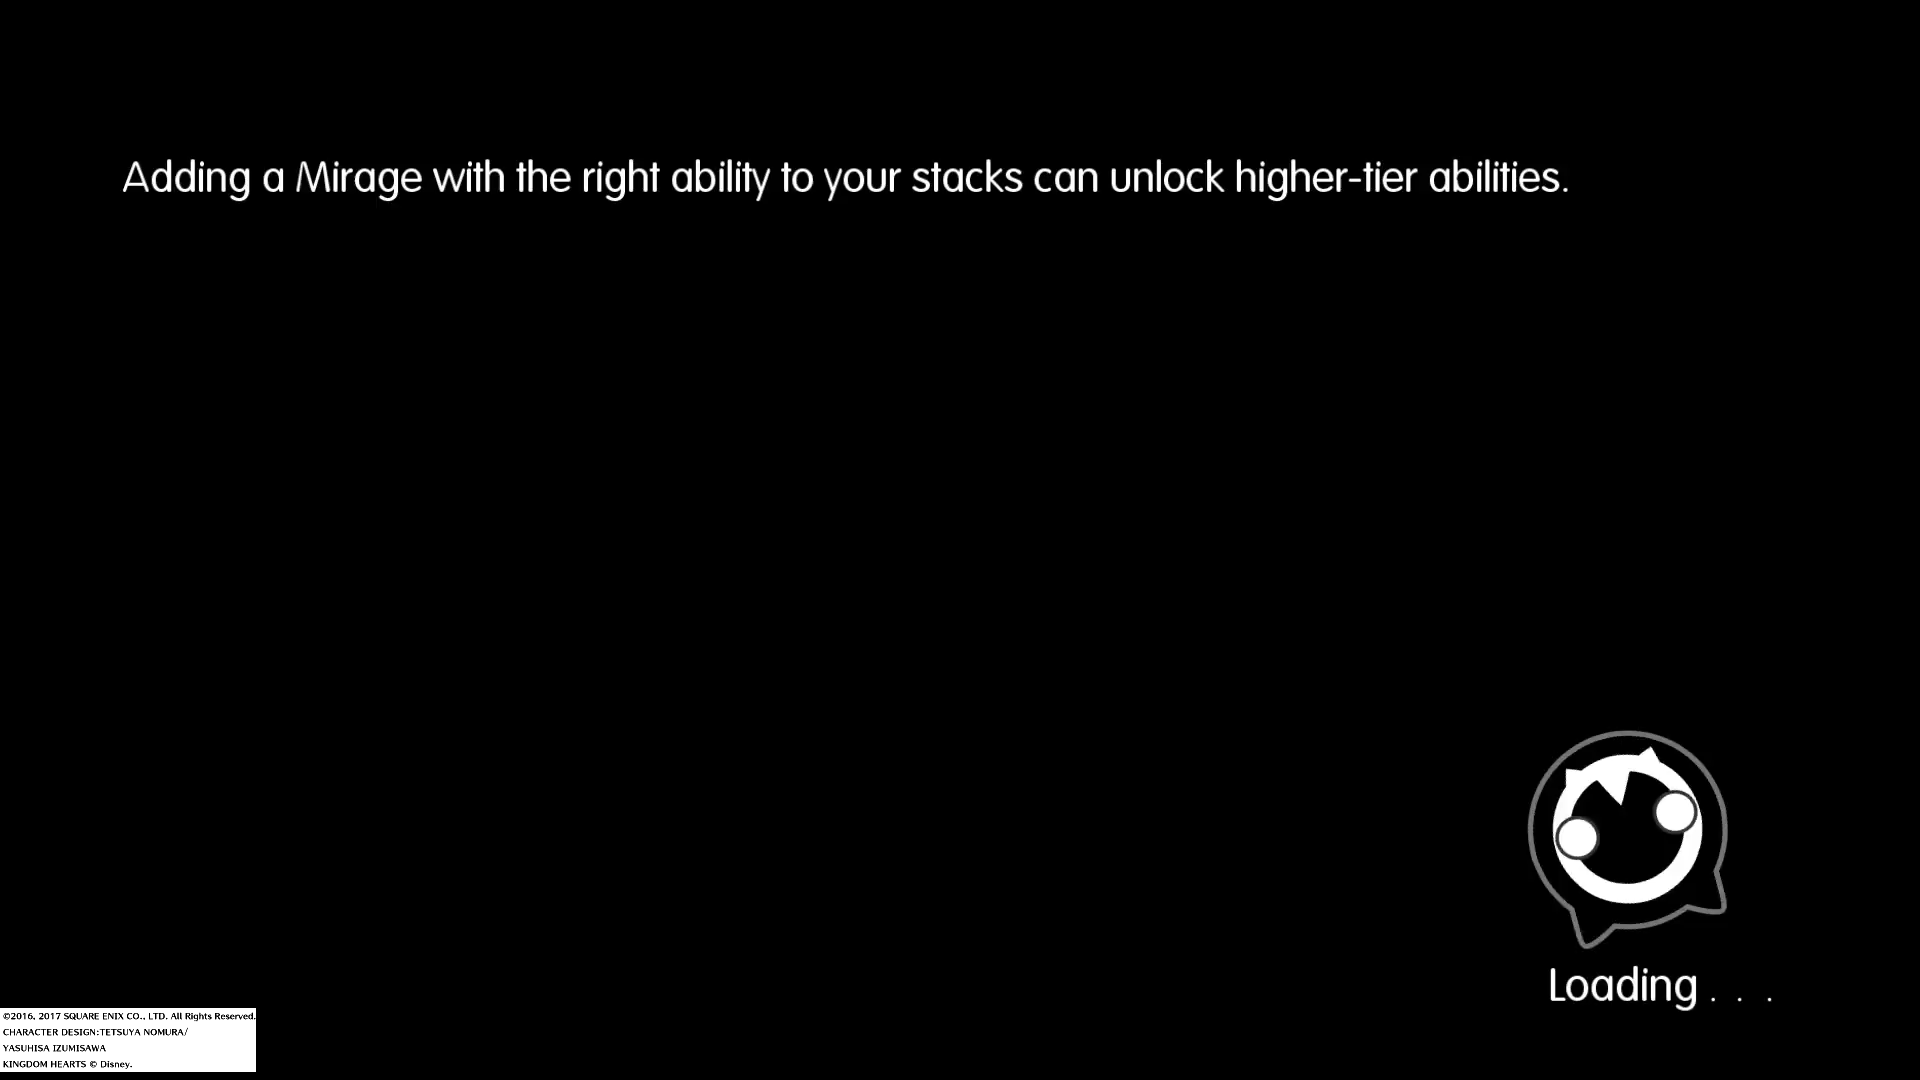 Adding a Mirage with the right ability to your stacks can unlock higher-tier abilities.
Loading . . .
©2016, 2017 SQUARE ENIX CO., LTD. All Rights Reserved.
CHARACTER DESIGN:TETSUYA NOMURA/
YASUHISA IZUMISAWA
KINGDOM HEARTS © Disney.